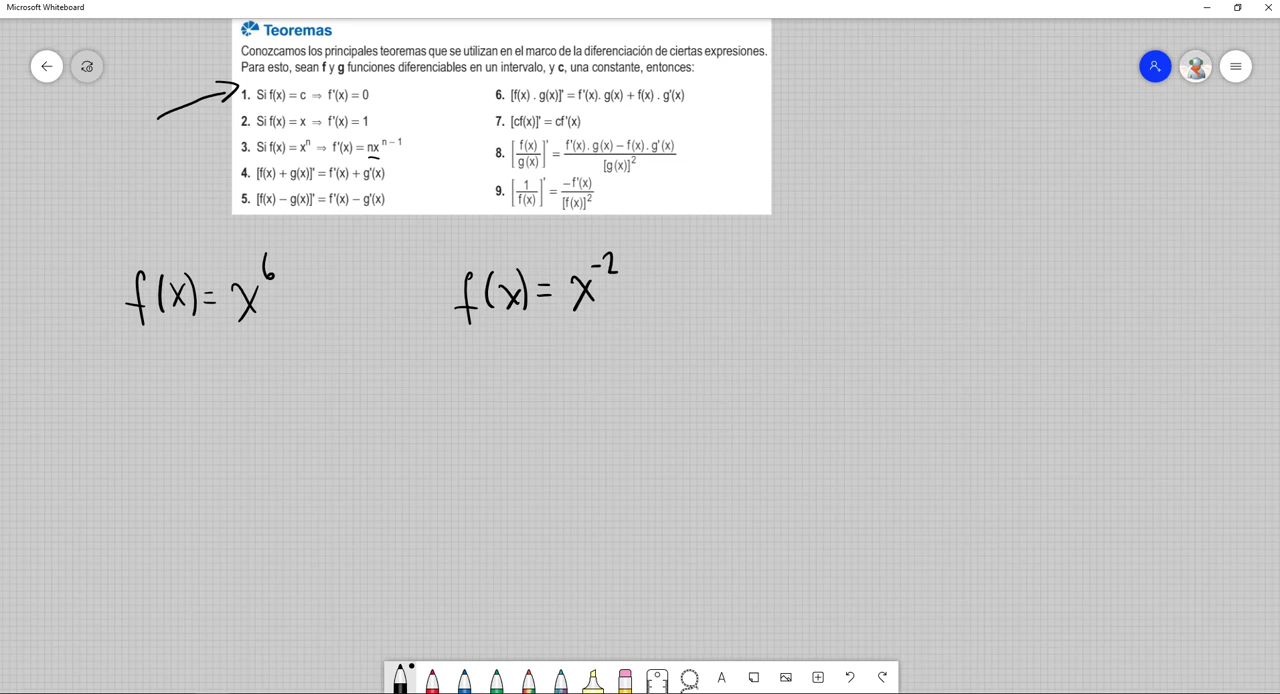 Microsoft Whiteboard
Teoremas
Conozcamos los principales teoremas que se utilizan en el marco de la diferenciación de ciertas expresiones.
Para esto, sean f y g funciones diferenciables en un intervalo, y c, una constante, entonces:
1. Si f(x) = c ⇒ f'(x) = 0
2. Si f(x) = x ⇒ f'(x) = 1
3. Si f(x) = xⁿ ⇒ f'(x) = nxⁿ⁻¹
4. [f(x) + g(x)]' = f'(x) + g'(x)
5. [f(x) – g(x)]' = f'(x) – g'(x)
6. [f(x) . g(x)]' = f'(x). g(x) + f(x) . g'(x)
7. [cf(x)]' = cf'(x)
8. [f(x)/g(x)]' = f'(x) . g(x) – f(x) . g'(x)/[g(x)]²
9. [1/f(x)]' = –f'(x)/[f(x)]²
f(x) = x⁶
f(x) = x⁻²
A